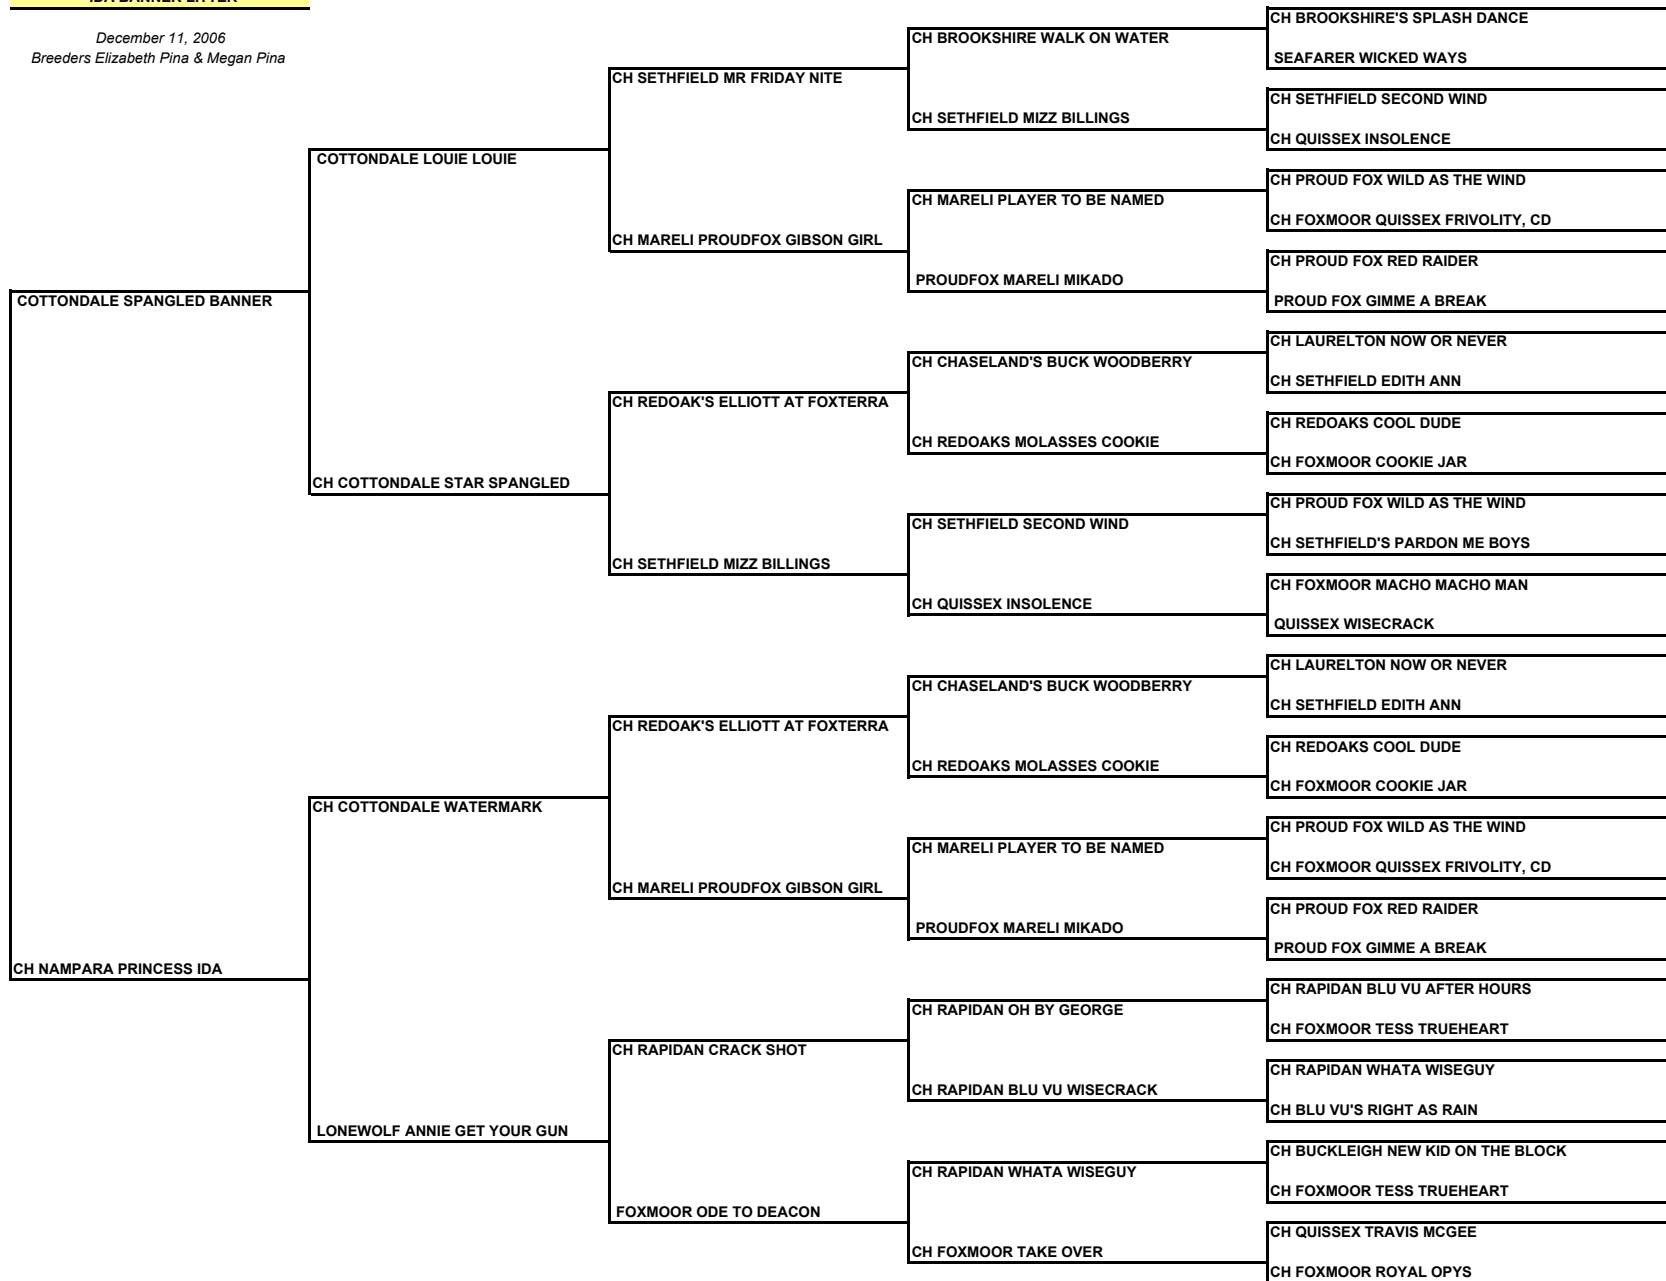 IDA BANNER LITTER
December 11, 2006
Breeders Elizabeth Pina & Megan Pina
COTTONDALE SPANGLED BANNER
CH NAMPARA PRINCESS IDA
COTTONDALE LOUIE LOUIE
CH COTTONDALE STAR SPANGLED
CH COTTONDALE WATERMARK
LONEWOLF ANNIE GET YOUR GUN
CH SETHFIELD MR FRIDAY NITE
CH MARELI PROUDFOX GIBSON GIRL
CH REDOAK'S ELLIOTT AT FOXTERRA
CH SETHFIELD MIZZ BILLINGS
CH REDOAK'S ELLIOTT AT FOXTERRA
CH MARELI PROUDFOX GIBSON GIRL
CH RAPIDAN CRACK SHOT
FOXMOOR ODE TO DEACON
CH BROOKSHIRE WALK ON WATER
CH SETHFIELD MIZZ BILLINGS
CH MARELI PLAYER TO BE NAMED
PROUDFOX MARELI MIKADO
CH CHASELAND'S BUCK WOODBERRY
CH REDOAKS MOLASSES COOKIE
CH SETHFIELD SECOND WIND
CH QUISSEX INSOLENCE
CH CHASELAND'S BUCK WOODBERRY
CH REDOAKS MOLASSES COOKIE
CH MARELI PLAYER TO BE NAMED
PROUDFOX MARELI MIKADO
CH RAPIDAN OH BY GEORGE
CH RAPIDAN BLU VU WISECRACK
CH RAPIDAN WHATA WISEGUY
CH FOXMOOR TAKE OVER
CH BROOKSHIRE'S SPLASH DANCE
SEAFARER WICKED WAYS
CH SETHFIELD SECOND WIND
CH QUISSEX INSOLENCE
CH PROUD FOX WILD AS THE WIND
CH FOXMOOR QUISSEX FRIVOLITY, CD
CH PROUD FOX RED RAIDER
PROUD FOX GIMME A BREAK
CH LAURELTON NOW OR NEVER
CH SETHFIELD EDITH ANN
CH REDOAKS COOL DUDE
CH FOXMOOR COOKIE JAR
CH PROUD FOX WILD AS THE WIND
CH SETHFIELD'S PARDON ME BOYS
CH FOXMOOR MACHO MACHO MAN
QUISSEX WISECRACK
CH LAURELTON NOW OR NEVER
CH SETHFIELD EDITH ANN
CH REDOAKS COOL DUDE
CH FOXMOOR COOKIE JAR
CH PROUD FOX WILD AS THE WIND
CH FOXMOOR QUISSEX FRIVOLITY, CD
CH PROUD FOX RED RAIDER
PROUD FOX GIMME A BREAK
CH RAPIDAN BLU VU AFTER HOURS
CH FOXMOOR TESS TRUEHEART
CH RAPIDAN WHATA WISEGUY
CH BLU VU'S RIGHT AS RAIN
CH BUCKLEIGH NEW KID ON THE BLOCK
CH FOXMOOR TESS TRUEHEART
CH QUISSEX TRAVIS MCGEE
CH FOXMOOR ROYAL OPYS